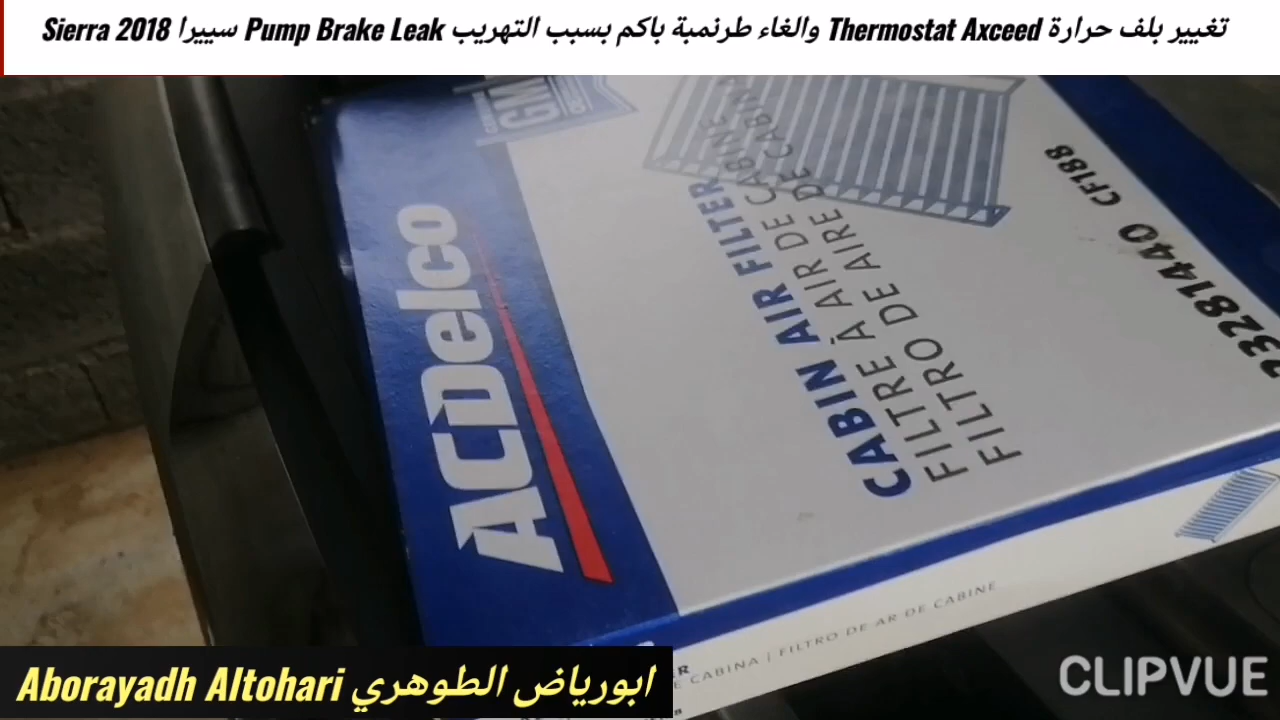 تغيير بلف حرارة Thermostat Axceed والغاء طرنمبة باكم بسبب التهريب Pump Brake Leak سييرا Sierra 2018
GM
ACDelco
CABIN AIR FILTER
FILTRE À AIR DE CABINE
FILTRO DE AIRE DE CABINA
23281440 CF188
CABINA | FILTRO DE AR DE CABINE
ابورياض الطوهري Aborayadh Altohari
CLIPVUE